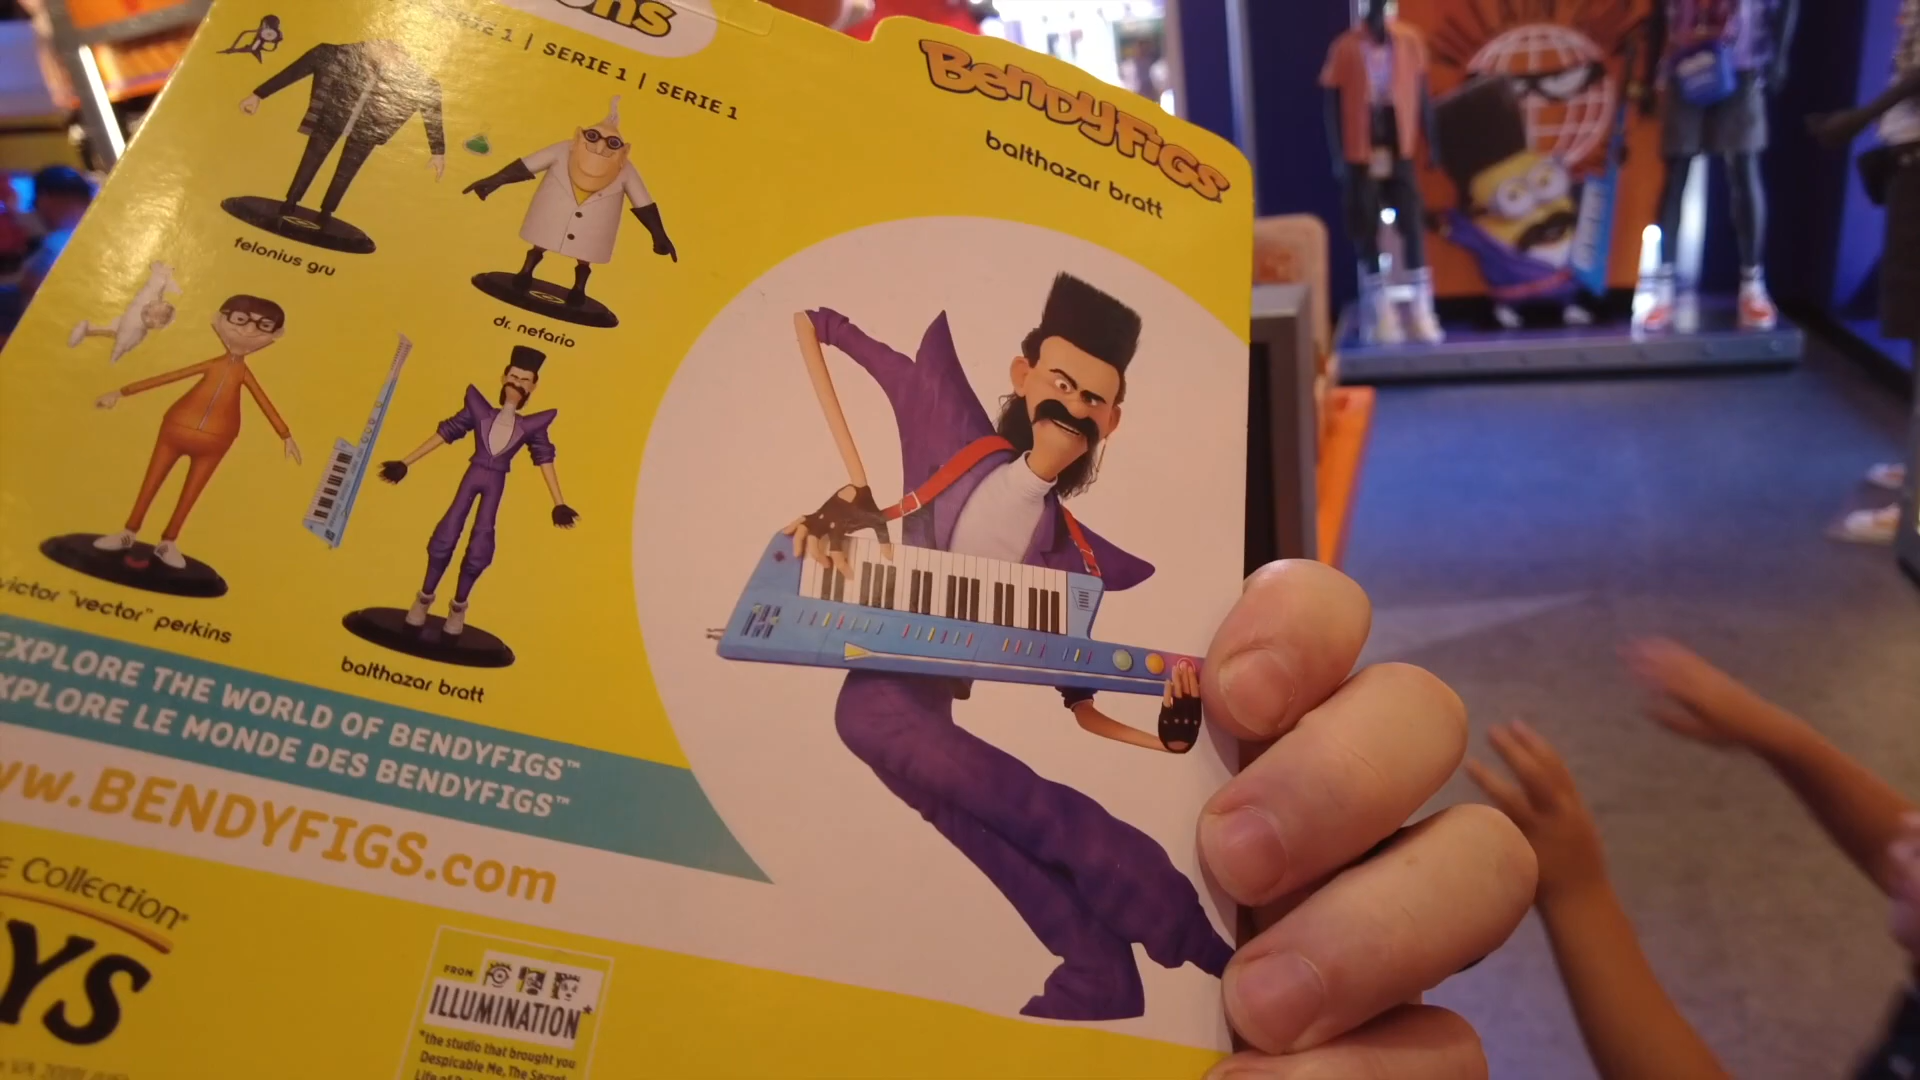 SERIE 1 | SERIE 1 | SERIE 1
BendyFigs
balthazar bratt
felonius gru
dr. nefario
victor "vector" perkins
balthazar bratt
EXPLORE THE WORLD OF BENDYFIGS™
EXPLORE LE MONDE DES BENDYFIGS™
www.BENDYFIGS.com
Collection®
YS
FROM
ILLUMINATION*
*the studio that brought you
Despicable Me, The Secret
Life of